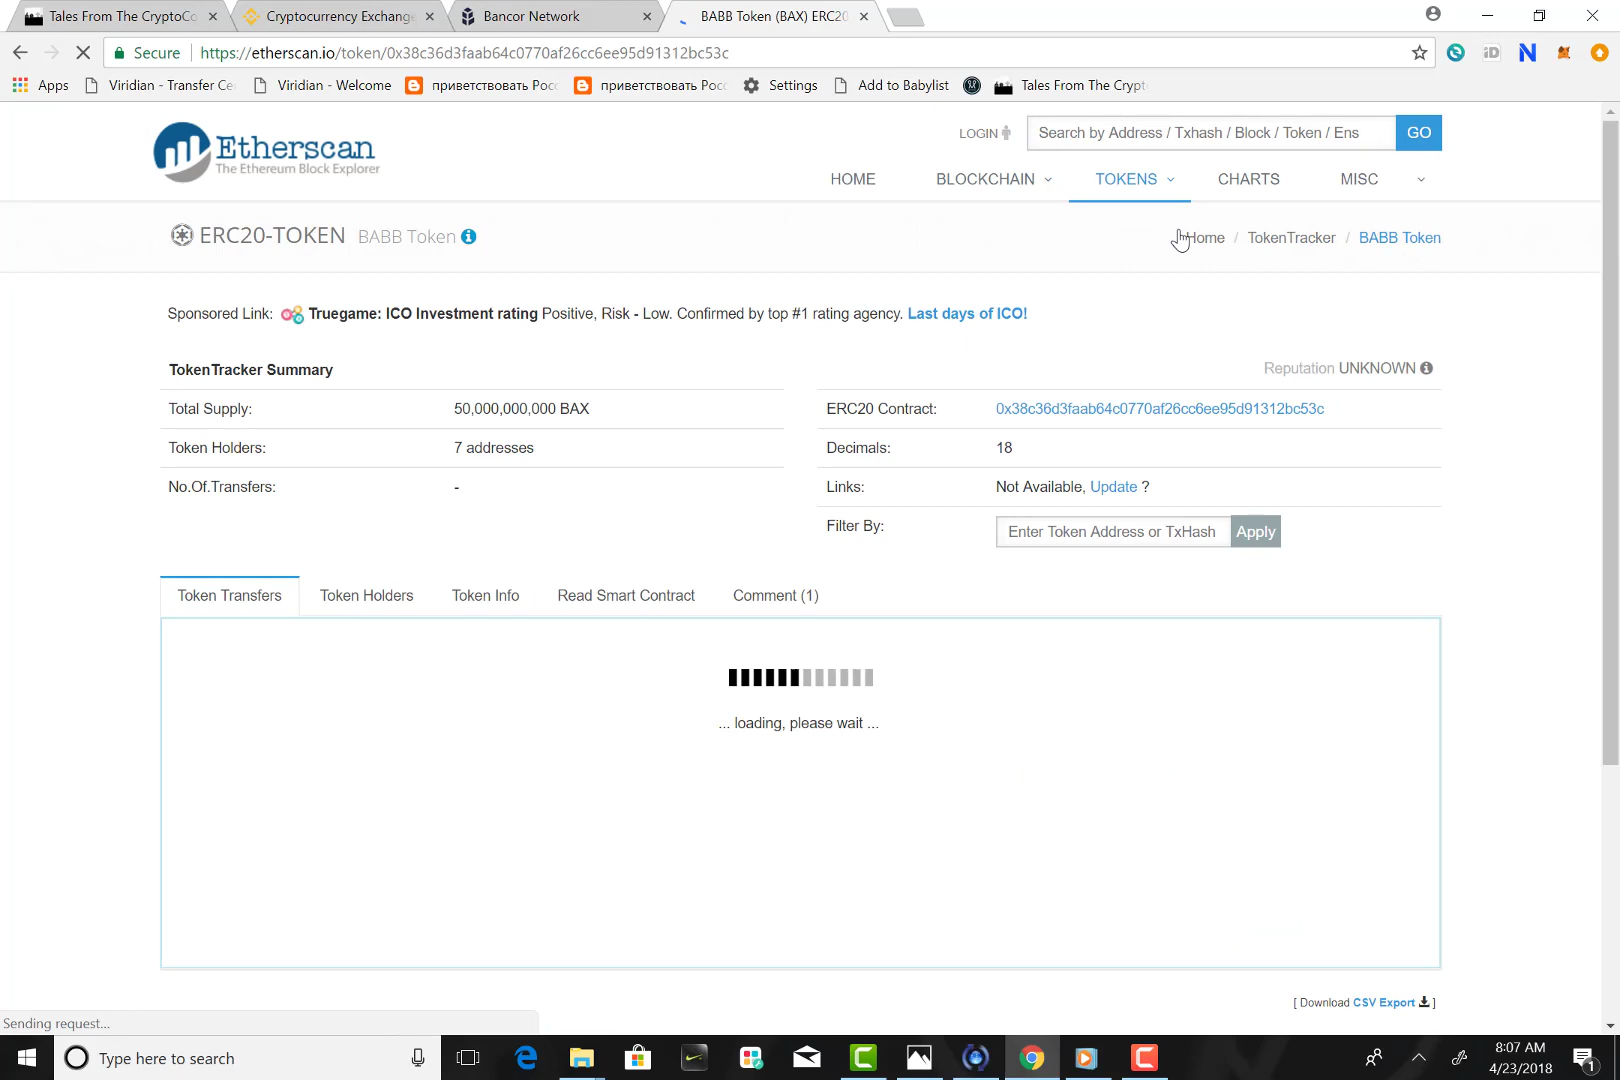 Tales From The CryptoCo
Cryptocurrency Exchange
Bancor Network
BABB Token (BAX) ERC20
Secure
https://etherscan.io/token/0x38c36d3faab64c0770af26cc6ee95d91312bc53c
Apps
Viridian - Transfer Ce
Viridian - Welcome
приветствовать Росс
приветствовать Росс
Settings
Add to Babylist
Tales From The Crypt
Etherscan
The Ethereum Block Explorer
LOGIN
Search by Address / Txhash / Block / Token / Ens
GO
HOME
BLOCKCHAIN
TOKENS
CHARTS
MISC
ERC20-TOKEN BABB Token
Home / TokenTracker / BABB Token
Sponsored Link: Truegame: ICO Investment rating Positive, Risk - Low. Confirmed by top #1 rating agency. Last days of ICO!
TokenTracker Summary
Reputation UNKNOWN
Total Supply: 50,000,000,000 BAX
ERC20 Contract: 0x38c36d3faab64c0770af26cc6ee95d91312bc53c
Token Holders: 7 addresses
Decimals: 18
No.Of.Transfers: -
Links: Not Available, Update ?
Filter By: Enter Token Address or TxHash Apply
Token Transfers
Token Holders
Token Info
Read Smart Contract
Comment (1)
... loading, please wait ...
[ Download CSV Export ]
Sending request...
Type here to search
8:07 AM
4/23/2018
1